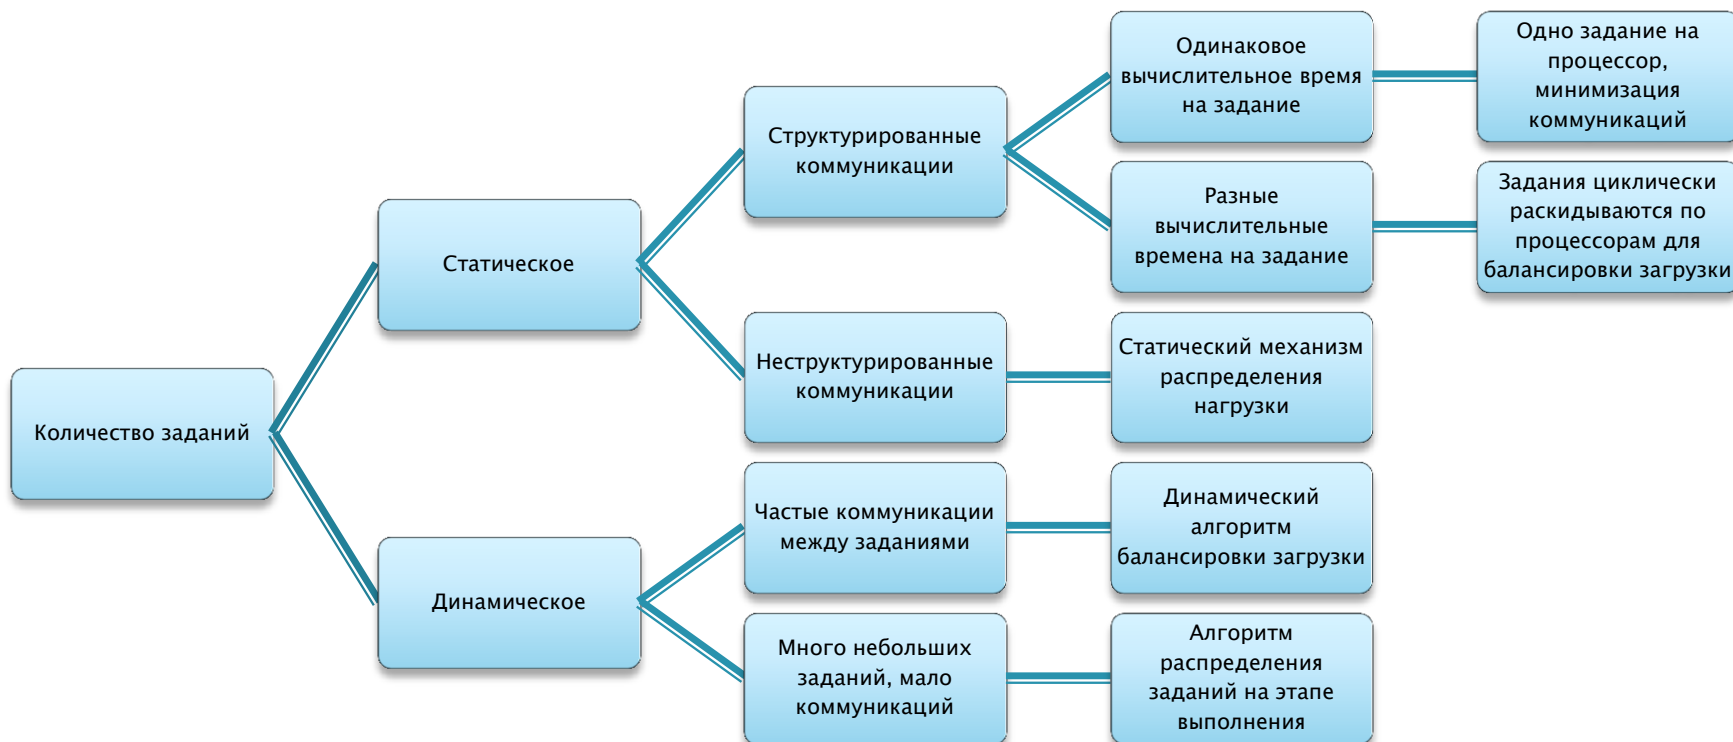 Количество заданий
Статическое
Структурированные
коммуникации
Одинаковое
вычислительное время
на задание
Одно задание на
процессор,
минимизация
коммуникаций
Разные
вычислительные
времена на задание
Задания циклически
раскидываются по
процессорам для
балансировки загрузки
Неструктурированные
коммуникации
Статический механизм
распределения
нагрузки
Динамическое
Частые коммуникации
между заданиями
Динамический
алгоритм
балансировки загрузки
Много небольших
заданий, мало
коммуникаций
Алгоритм
распределения
заданий на этапе
выполнения